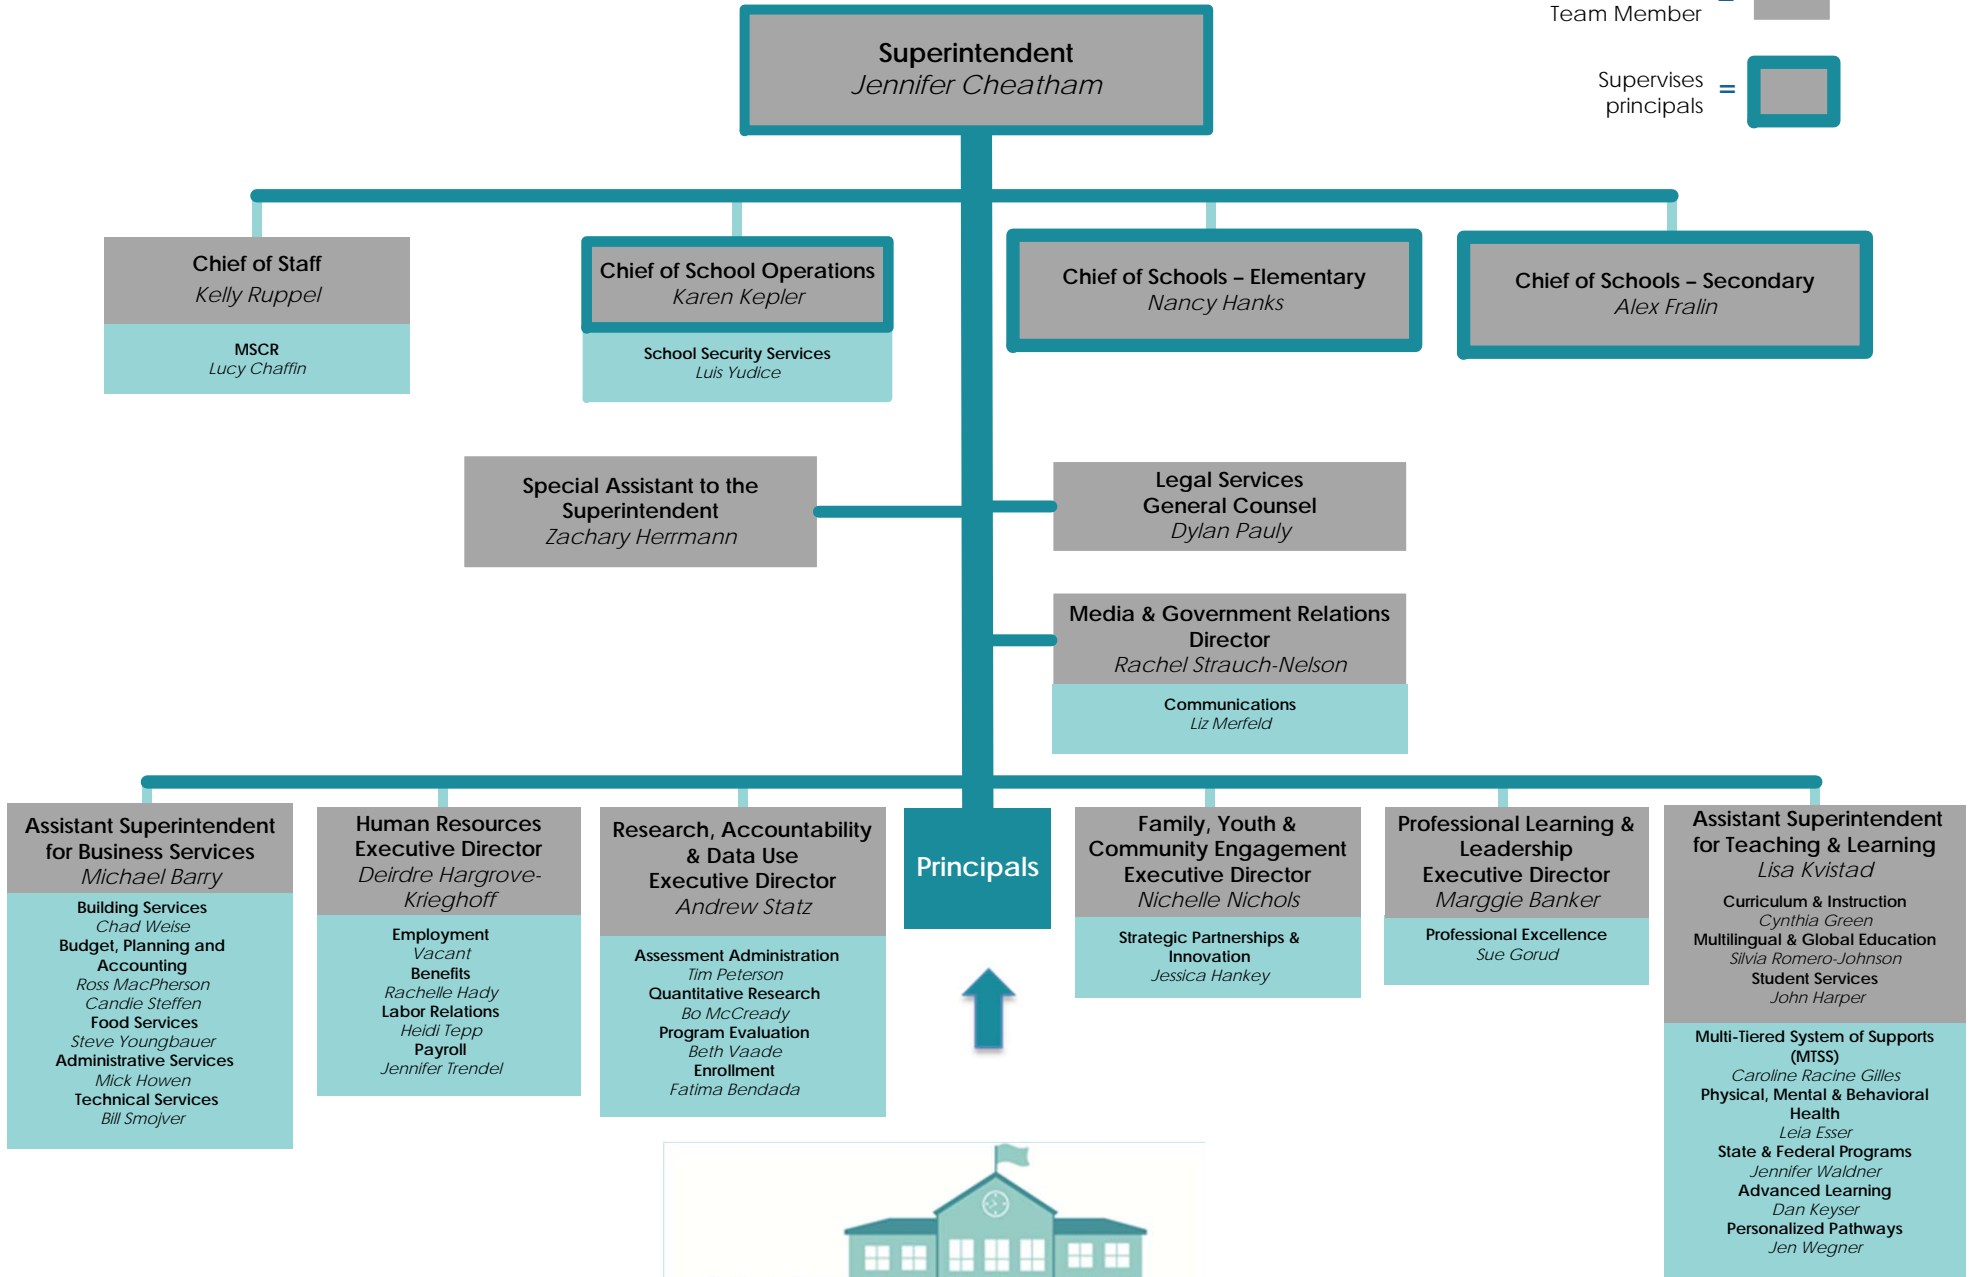 Team Member =
Supervises
principals =
Superintendent
Jennifer Cheatham
Chief of Staff
Kelly Ruppel
MSCR
Lucy Chaffin
Chief of School Operations
Karen Kepler
School Security Services
Luis Yudice
Chief of Schools – Elementary
Nancy Hanks
Chief of Schools – Secondary
Alex Fralin
Special Assistant to the
Superintendent
Zachary Herrmann
Legal Services
General Counsel
Dylan Pauly
Media & Government Relations
Director
Rachel Strauch-Nelson
Communications
Liz Merfeld
Assistant Superintendent
for Business Services
Michael Barry
Building Services
Chad Weise
Budget, Planning and
Accounting
Ross MacPherson
Candie Steffen
Food Services
Steve Youngbauer
Administrative Services
Mick Howen
Technical Services
Bill Smojver
Human Resources
Executive Director
Deirdre Hargrove-
Krieghoff
Employment
Vacant
Benefits
Rachelle Hady
Labor Relations
Heidi Tepp
Payroll
Jennifer Trendel
Research, Accountability
& Data Use
Executive Director
Andrew Statz
Assessment Administration
Tim Peterson
Quantitative Research
Bo McCready
Program Evaluation
Beth Vaade
Enrollment
Fatima Bendada
Principals
Family, Youth &
Community Engagement
Executive Director
Nichelle Nichols
Strategic Partnerships &
Innovation
Jessica Hankey
Professional Learning &
Leadership
Executive Director
Marggie Banker
Professional Excellence
Sue Gorud
Assistant Superintendent
for Teaching & Learning
Lisa Kvistad
Curriculum & Instruction
Cynthia Green
Multilingual & Global Education
Silvia Romero-Johnson
Student Services
John Harper
Multi-Tiered System of Supports
(MTSS)
Caroline Racine Gilles
Physical, Mental & Behavioral
Health
Leia Esser
State & Federal Programs
Jennifer Waldner
Advanced Learning
Dan Keyser
Personalized Pathways
Jen Wegner